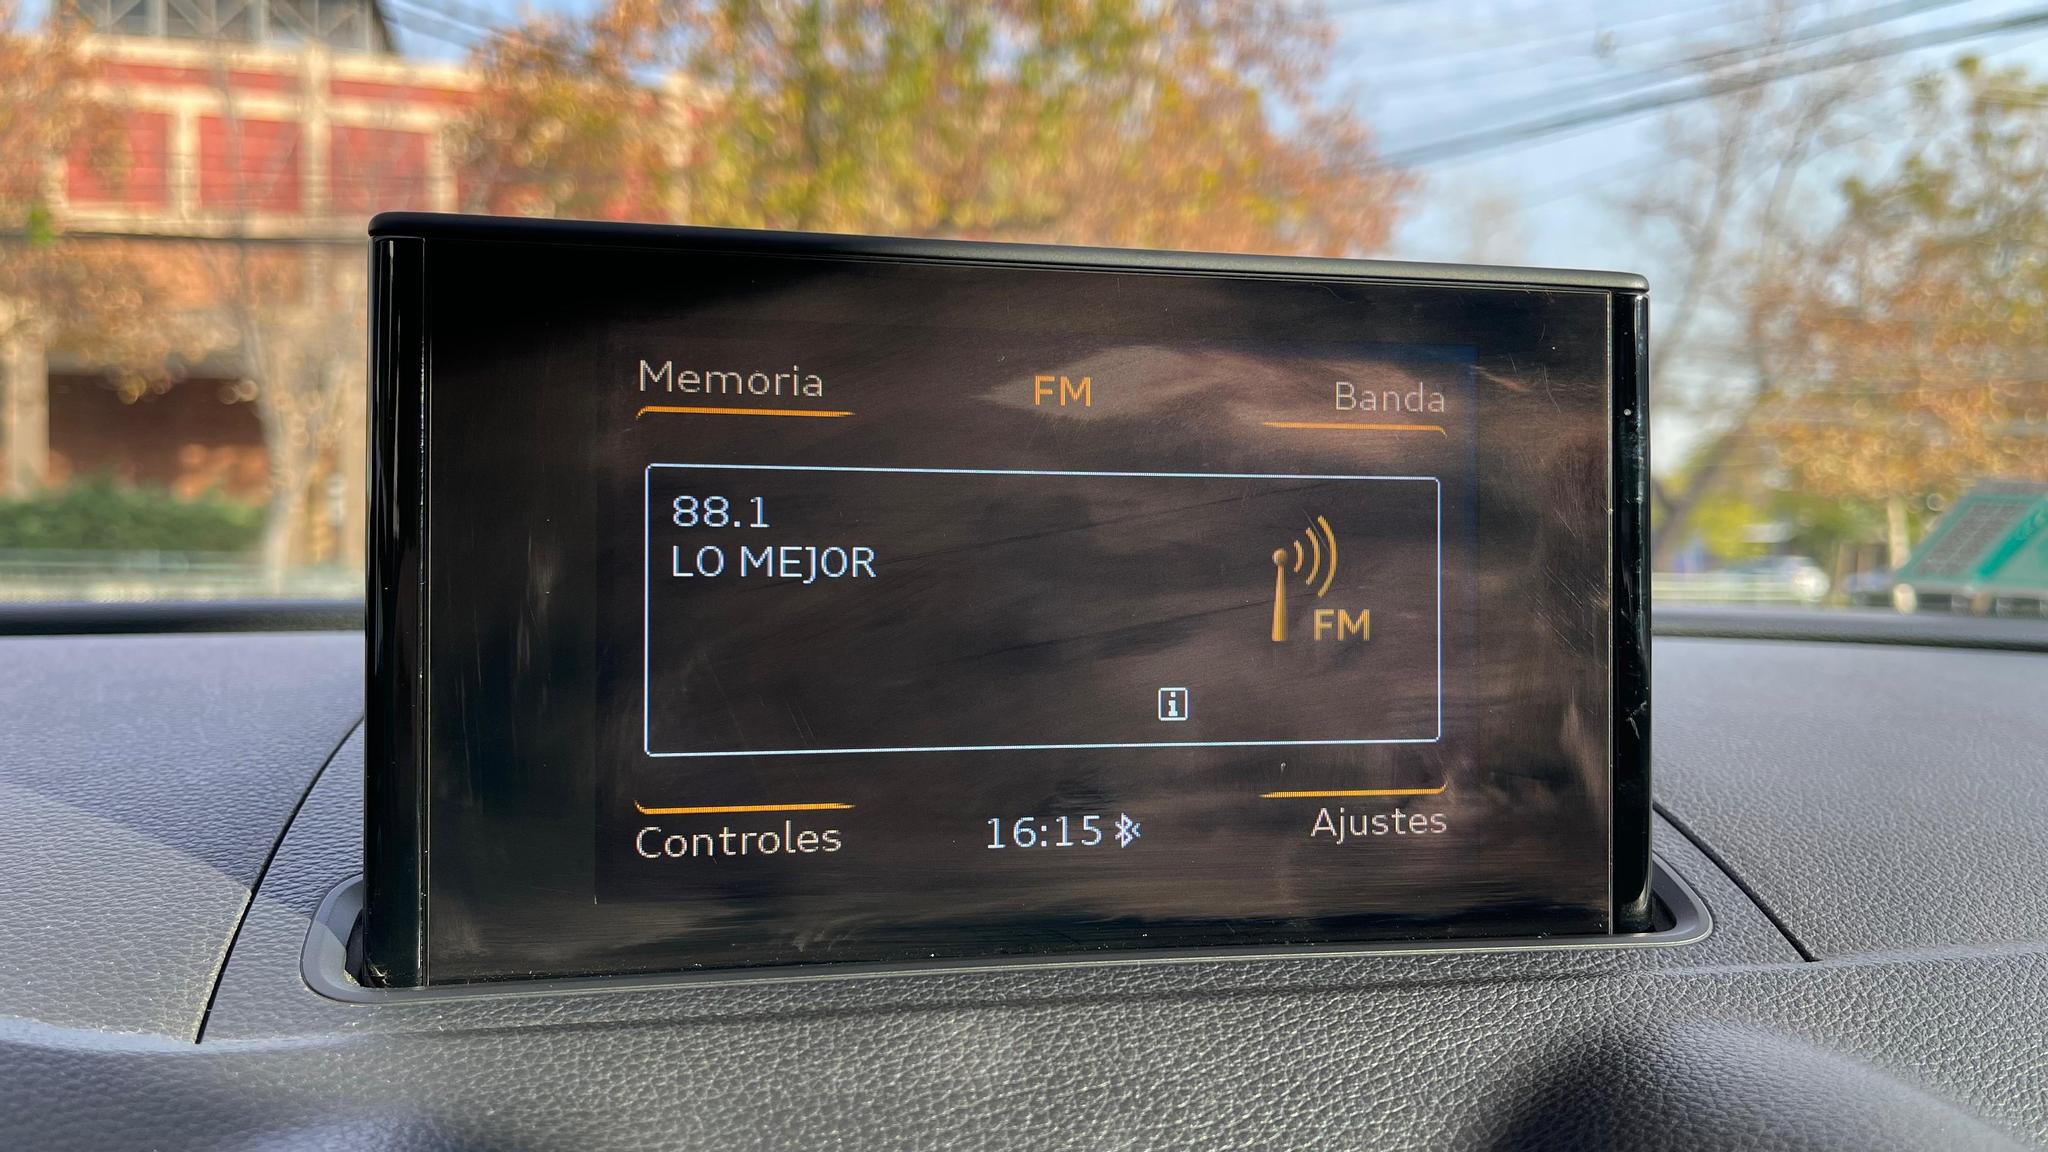 Memoria
FM
Banda
88.1
LO MEJOR
FM
i
Controles
16:15
Ajustes